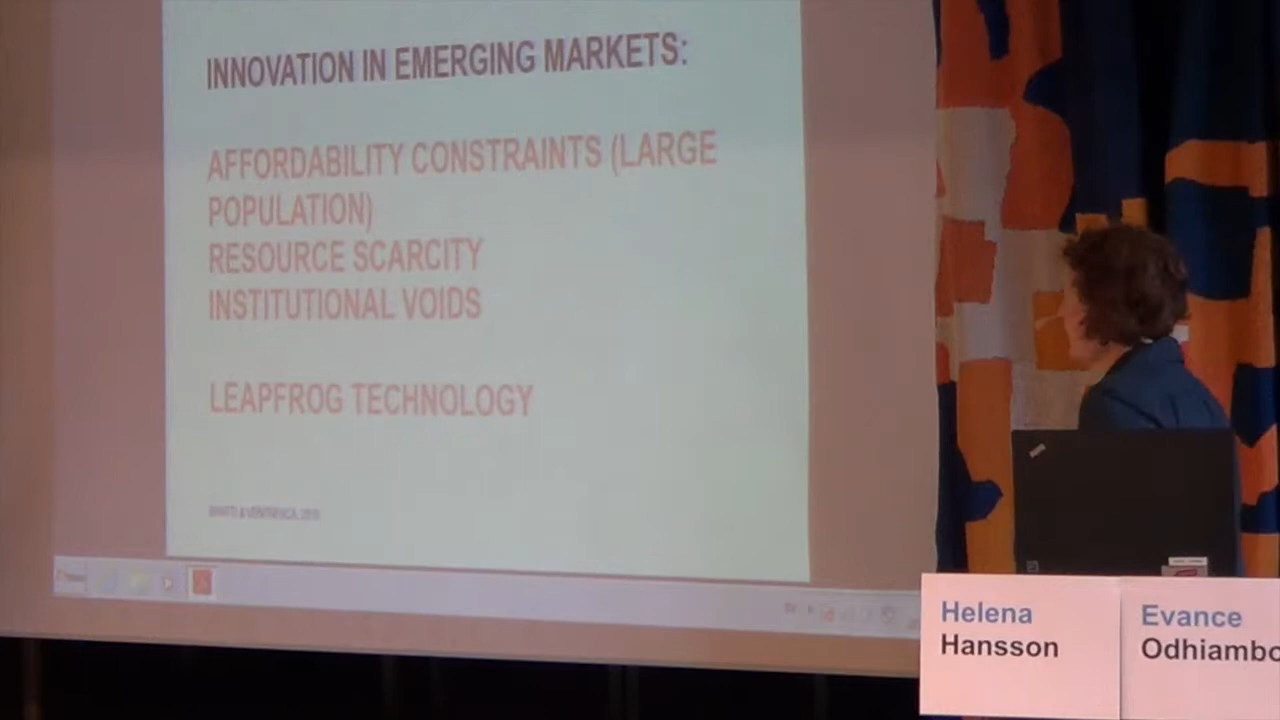 INNOVATION IN EMERGING MARKETS:
AFFORDABILITY CONSTRAINTS (LARGE
POPULATION)
RESOURCE SCARCITY
INSTITUTIONAL VOIDS
LEAPFROG TECHNOLOGY
Helena
Hansson
Evance
Odhiambo